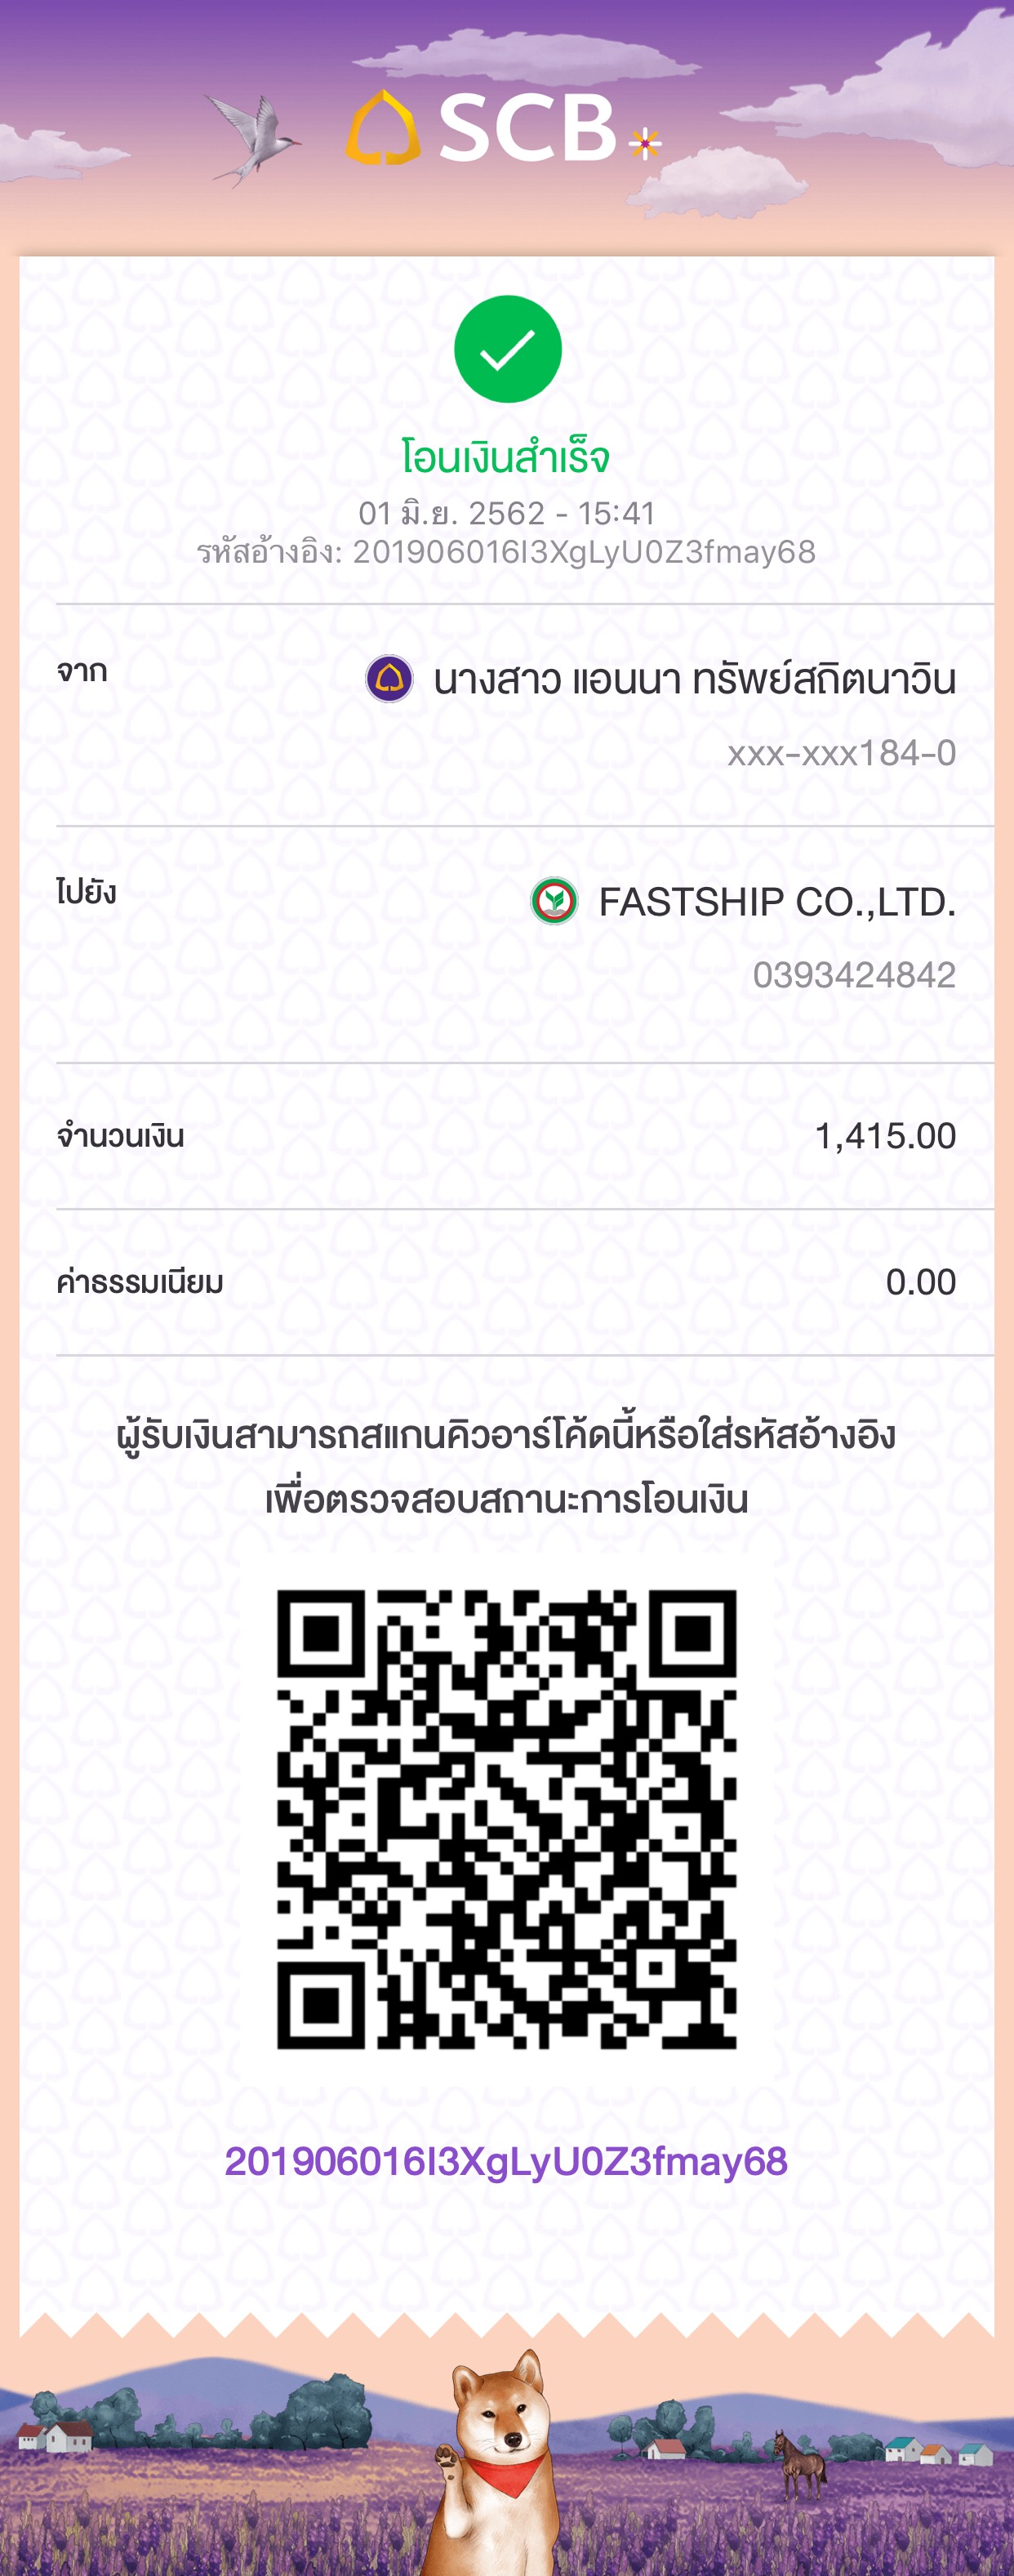 SCB
โอนเงินสำเร็จ
01 มิ.ย. 2562 - 15:41
รหัสอ้างอิง: 201906016I3XgLyU0Z3fmay68
จาก
นางสาว แอนนา ทรัพย์สถิตนาวิน
xxx-xxx184-0
ไปยัง
FASTSHIP CO.,LTD.
0393424842
จำนวนเงิน 1,415.00
ค่าธรรมเนียม 0.00
ผู้รับเงินสามารถสแกนคิวอาร์โค้ดนี้หรือใส่รหัสอ้างอิง
เพื่อตรวจสอบสถานะการโอนเงิน
201906016I3XgLyU0Z3fmay68